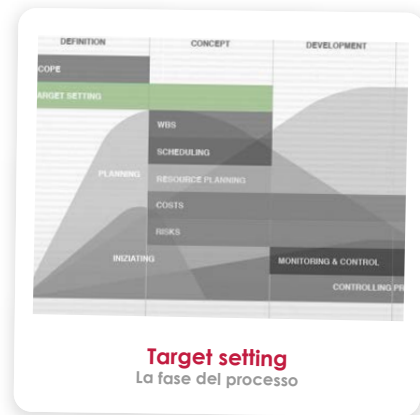 DEFINITION CONCEPT DEVELOPMENT
COPE
ARGET SETTING
WBS
SCHEDULING
PLANNING RESOURCE PLANNING
COSTS
RISKS
INIZIATING MONITORING & CONTROL
CONTROLLING PR
Target setting
La fase del processo